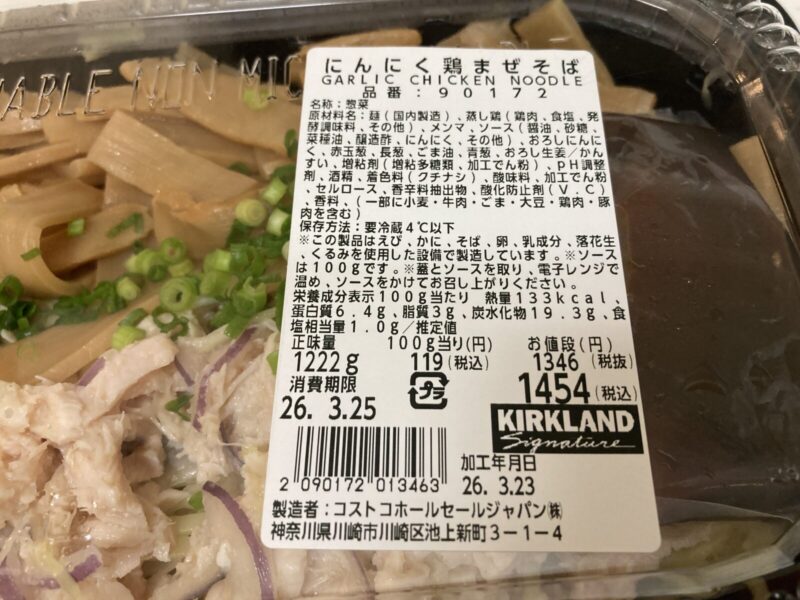 ABLE NON MIC
にんにく鶏まぜそば
GARLIC CHICKEN NOODLE
品番:90172
名称:惣菜
原材料名:麺(国内製造)、蒸し鶏(鶏肉、食塩、発
酵調味料、その他)、メンマ、ソース(醤油、砂糖、
菜種油、醸造酢、にんにく、その他)、おろしにんに
く、赤玉葱、長葱、ごま油、青葱、おろし生姜/かん
すい、増粘剤(増粘多糖類、加工でん粉)、pH調整
剤、酒精、着色料(クチナシ)、酸味料、加工でん粉
、セルロース、香辛料抽出物、酸化防止剤(V.C)
、香料、(一部に小麦・牛肉・ごま・大豆・鶏肉・豚
肉を含む)
保存方法:要冷蔵4℃以下
※この製品はえび、かに、そば、卵、乳成分、落花生
、くるみを使用した設備で製造しています。※ソース
は100gです。※蓋とソースを取り、電子レンジで
温め、ソースをかけてお召し上がりください。
栄養成分表示100g当たり 熱量133kcal、
蛋白質6.4g、脂質3g、炭水化物19.3g、食
塩相当量1.0g/推定値
正味量 100g当り(円) お値段(円)
1222g 119(税込) 1346(税抜)
消費期限 プラ 1454(税込)
26. 3.25
KIRKLAND
Signature
加工年月日
2 090172 013463 26. 3.23
製造者:コストコホールセールジャパン㈱
神奈川県川崎市川崎区池上新町3-1-4